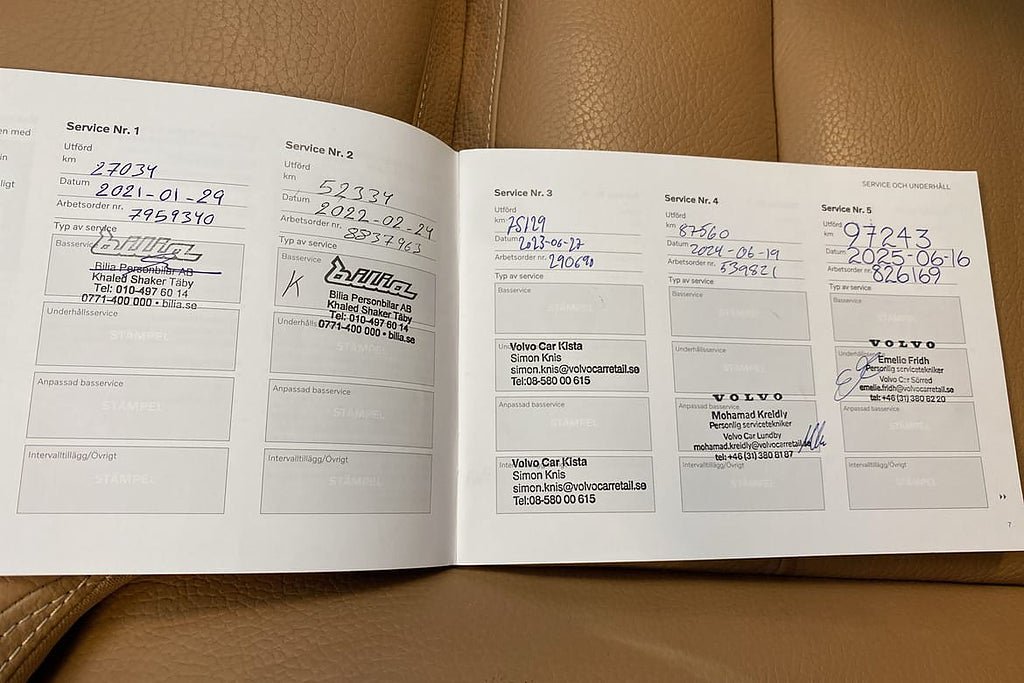 en med
in
ligt
Service Nr. 1
Utförd
km 27034
Datum 2021-01-29
Arbetsorder nr. 7959340
Typ av service
Basservice
bilia
Bilia Personbilar AB
Khaled Shaker Täby
Tel: 010-497 60 14
0771-400 000 • bilia.se
Underhållsservice
STÄMPEL
Anpassad basservice
STÄMPEL
Intervalltillägg/Övrigt
STÄMPEL
Service Nr. 2
Utförd
km 52334
Datum 2022-02-24
Arbetsorder nr. 8837963
Typ av service
Basservice
K
bilia
Bilia Personbilar AB
Khaled Shaker Täby
Tel: 010-497 60 14
0771-400 000 • bilia.se
Underhållsservice
STÄMPEL
Anpassad basservice
STÄMPEL
Intervalltillägg/Övrigt
STÄMPEL
Service Nr. 3
Utförd
km 75129
Datum 2023-06-27
Arbetsorder nr. 290690
Typ av service
Basservice
STÄMPEL
Volvo Car Kista
Simon Knis
simon.knis@volvocarretail.se
Tel:08-580 00 615
Anpassad basservice
STÄMPEL
Volvo Car Kista
Simon Knis
simon.knis@volvocarretail.se
Tel:08-580 00 615
Service Nr. 4
Utförd
km 87560
Datum 2024-06-19
Arbetsorder nr. 539821
Typ av service
Basservice
STÄMPEL
Underhållsservice
STÄMPEL
Anpassad basservice
VOLVO
Mohamad Kreidly
Personlig servicetekniker
Volvo Car Lundby
mohamad.kreidly@volvocarretail.se
tel: +46 (31) 380 81 87
Intervalltillägg/Övrigt
STÄMPEL
SERVICE OCH UNDERHÅLL
Service Nr. 5
Utförd
km 97243
Datum 2025-06-16
Arbetsorder nr. 826169
Typ av service
Basservice
STÄMPEL
Underhållsservice
VOLVO
Emelie Fridh
Personlig servicetekniker
Volvo Car Sörred
emelie.fridh@volvocarretail.se
tel: +46 (31) 380 82 20
Anpassad basservice
STÄMPEL
Intervalltillägg/Övrigt
STÄMPEL
7